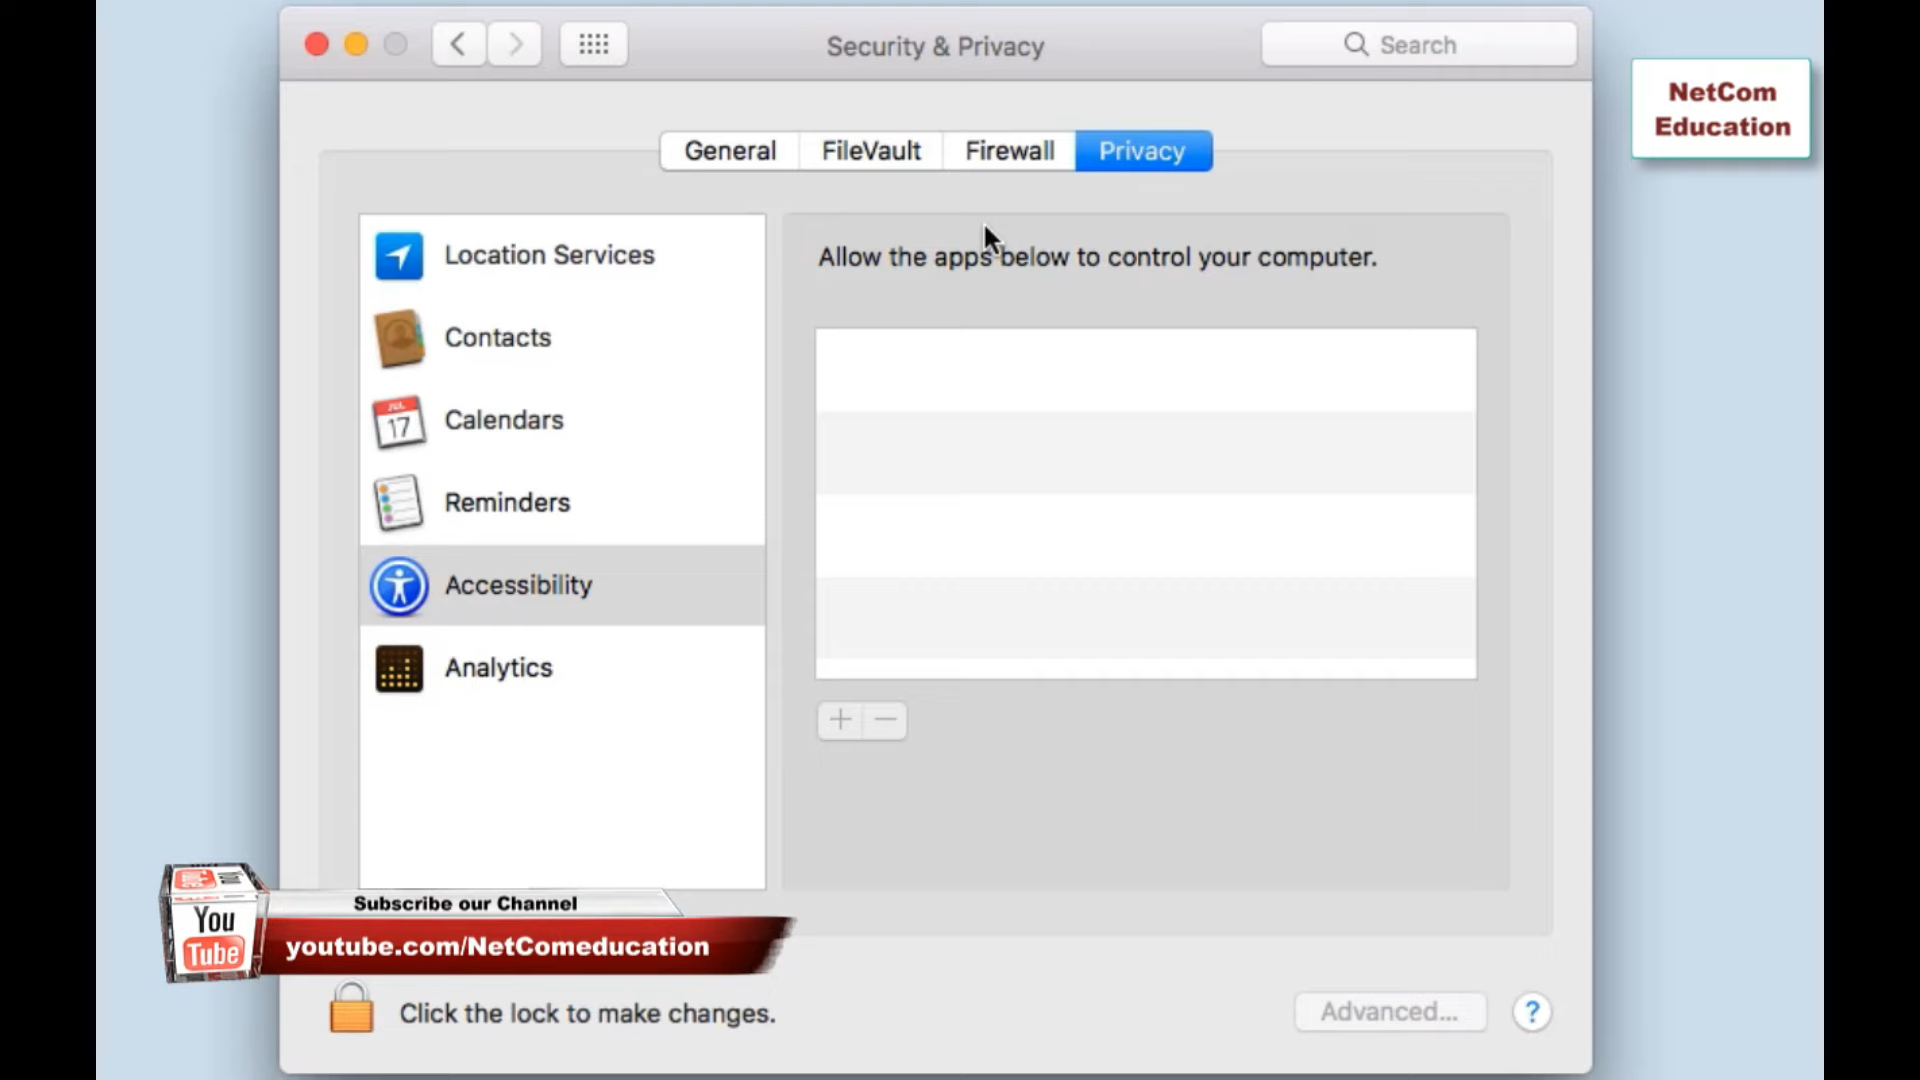 Security & Privacy
Search
NetCom
Education
General
FileVault
Firewall
Privacy
Location Services
Contacts
JUL
17
Calendars
Reminders
Accessibility
Analytics
Allow the apps below to control your computer.
+
−
You
Tube
Subscribe our Channel
youtube.com/NetComeducation
Click the lock to make changes.
Advanced...
?